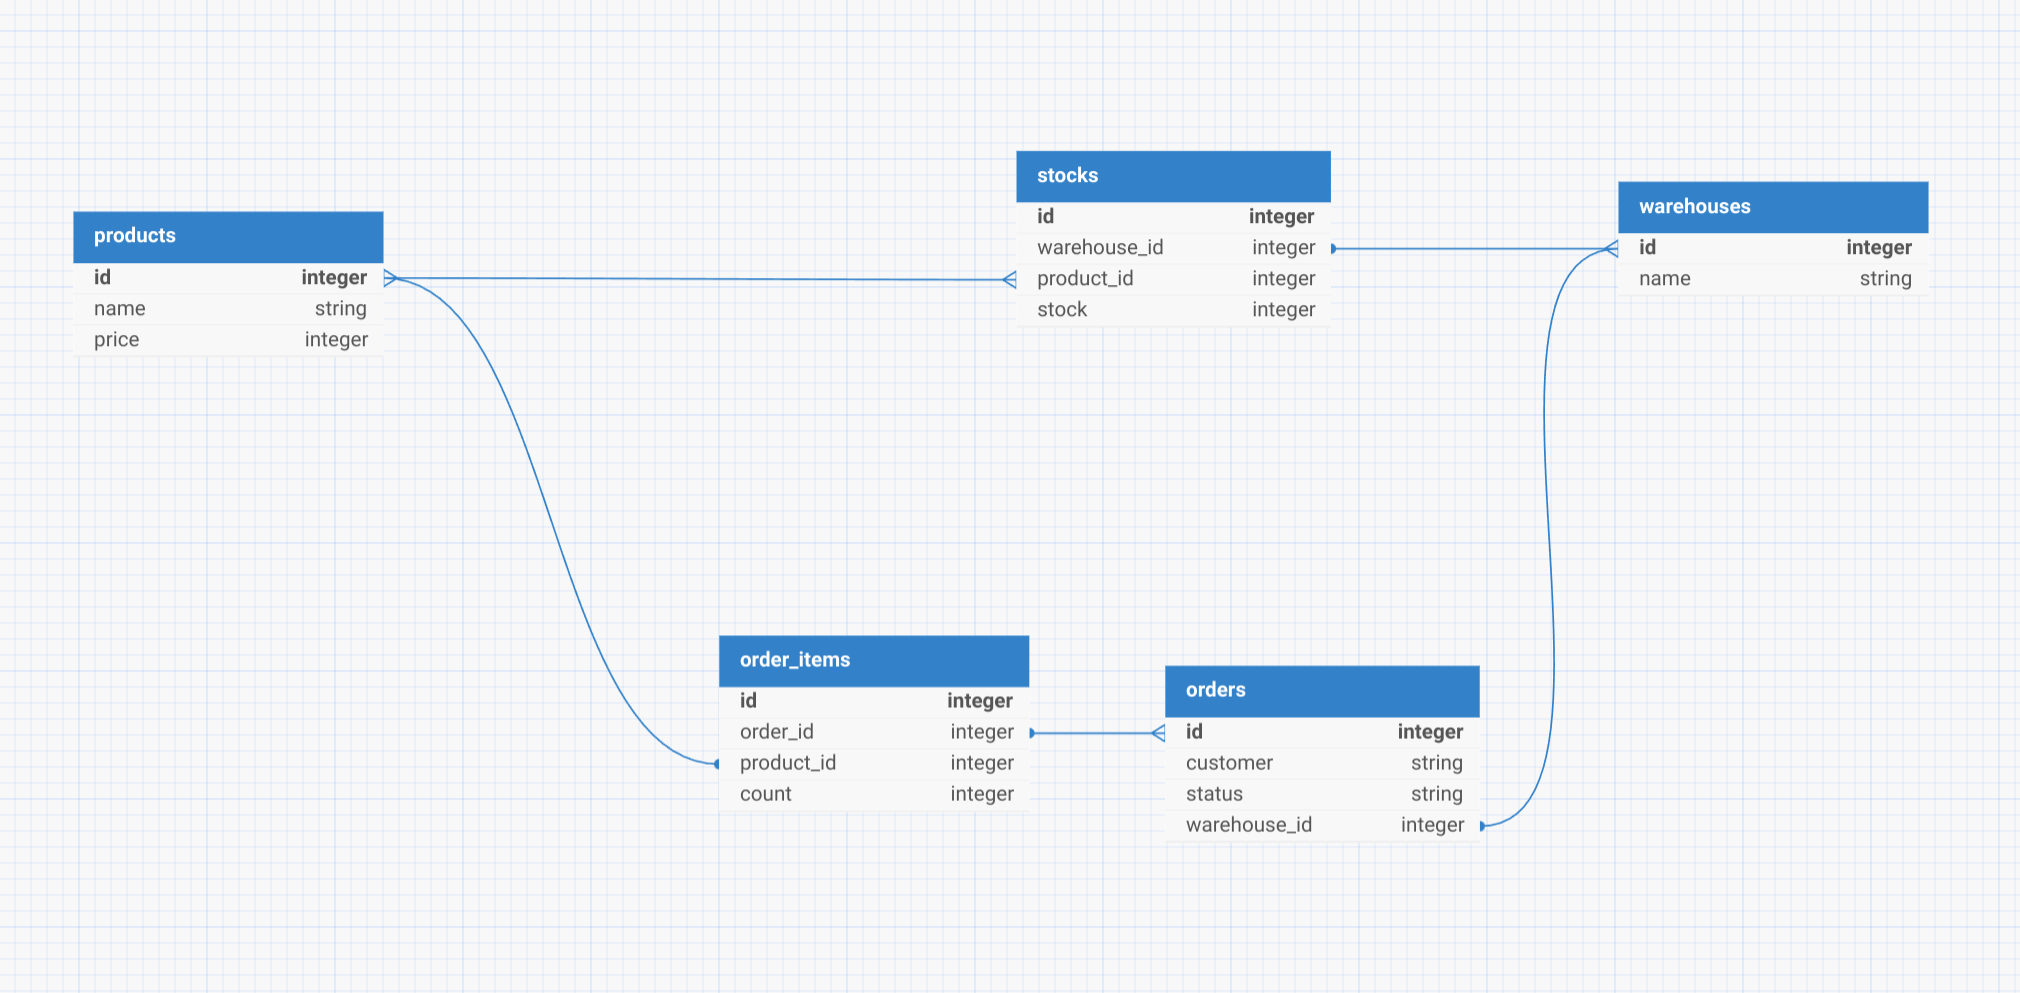 products
id integer
name string
price integer
stocks
id integer
warehouse_id integer
product_id integer
stock integer
warehouses
id integer
name string
order_items
id integer
order_id integer
product_id integer
count integer
orders
id integer
customer string
status string
warehouse_id integer